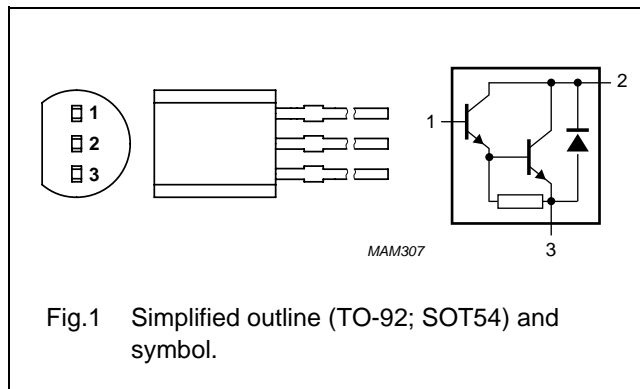 1
2
3
1
2
3
MAM307
Fig.1 Simplified outline (TO-92; SOT54) and
symbol.